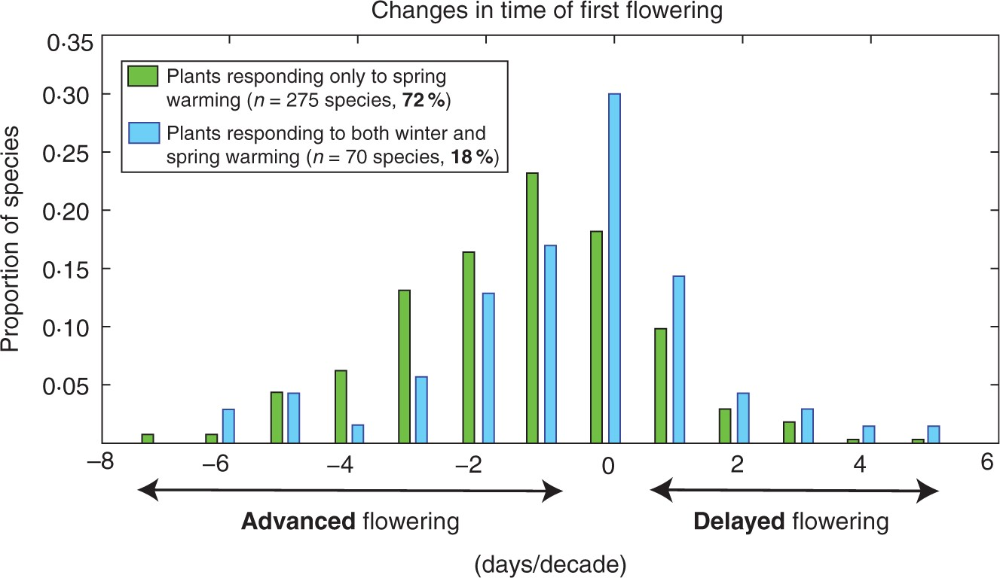 Changes in time of first flowering
0·35
0·30
0·25
0·20
0·15
0·10
0·05
Proportion of species
Plants responding only to spring
warming (n = 275 species, 72 %)
Plants responding to both winter and
spring warming (n = 70 species, 18 %)
–8 –6 –4 –2 0 2 4 6
Advanced flowering Delayed flowering
(days/decade)